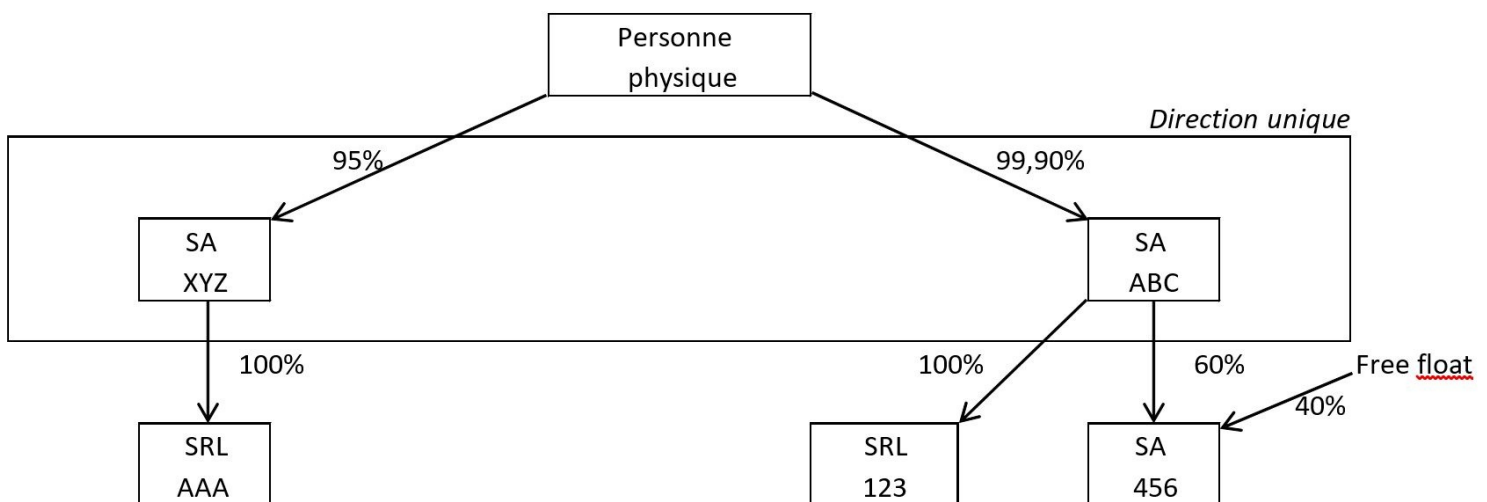 Personne
physique
Direction unique
95%
99,90%
SA
XYZ
SA
ABC
100%
100%
60%
Free float
40%
SRL
AAA
SRL
123
SA
456